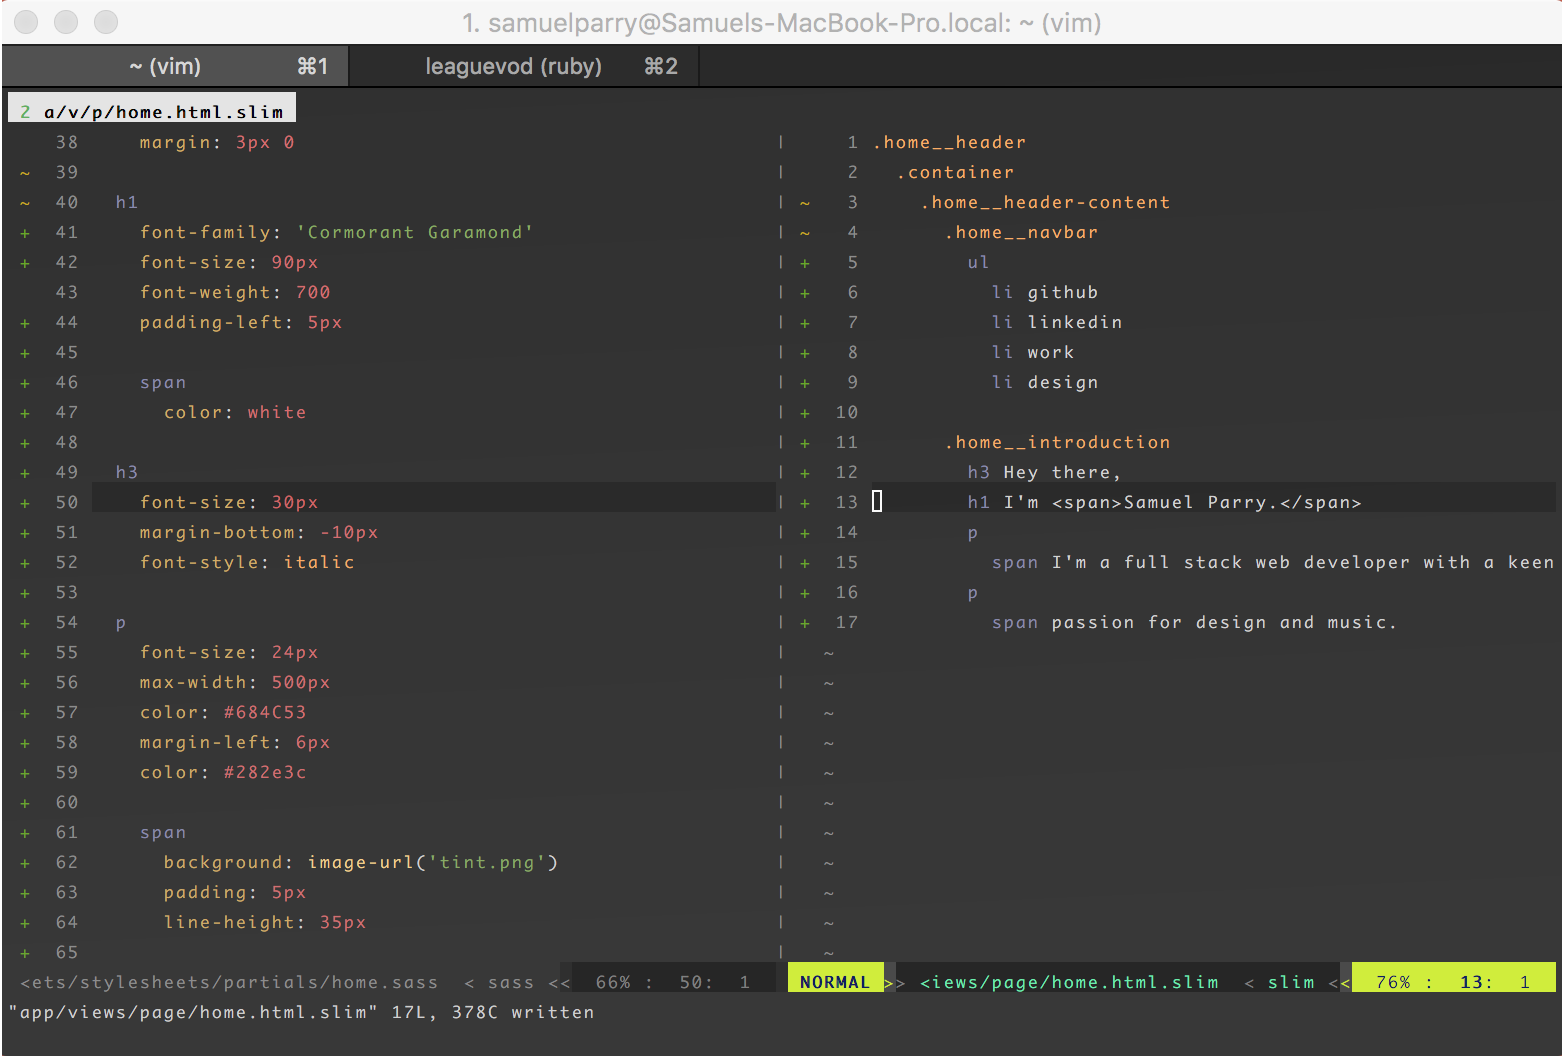 1. samuelparry@Samuels-MacBook-Pro.local: ~ (vim)
~ (vim) ⌘1 leaguevod (ruby) ⌘2
2 a/v/p/home.html.slim
38 margin: 3px 0
~ 39
~ 40 h1
+ 41 font-family: 'Cormorant Garamond'
+ 42 font-size: 90px
43 font-weight: 700
+ 44 padding-left: 5px
+ 45
+ 46 span
+ 47 color: white
+ 48
+ 49 h3
+ 50 font-size: 30px
+ 51 margin-bottom: -10px
+ 52 font-style: italic
+ 53
+ 54 p
+ 55 font-size: 24px
+ 56 max-width: 500px
+ 57 color: #684C53
+ 58 margin-left: 6px
+ 59 color: #282e3c
+ 60
+ 61 span
+ 62 background: image-url('tint.png')
+ 63 padding: 5px
+ 64 line-height: 35px
+ 65
<ets/stylesheets/partials/home.sass < sass << 66% : 50: 1
1 .home__header
2 .container
~ 3 .home__header-content
~ 4 .home__navbar
+ 5 ul
+ 6 li github
+ 7 li linkedin
+ 8 li work
+ 9 li design
+ 10
+ 11 .home__introduction
+ 12 h3 Hey there,
+ 13 h1 I'm <span>Samuel Parry.</span>
+ 14 p
+ 15 span I'm a full stack web developer with a keen
+ 16 p
+ 17 span passion for design and music.
~
~
~
~
~
~
~
~
~
~
~
NORMAL >> <iews/page/home.html.slim < slim << 76% : 13: 1
"app/views/page/home.html.slim" 17L, 378C written